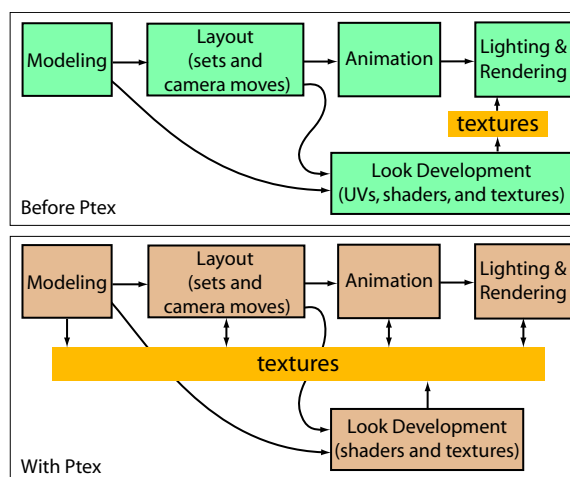 Modeling
Layout
(sets and
camera moves)
Animation
Lighting &
Rendering
textures
Look Development
(UVs, shaders, and textures)
Before Ptex
Modeling
Layout
(sets and
camera moves)
Animation
Lighting &
Rendering
textures
Look Development
(shaders and textures)
With Ptex